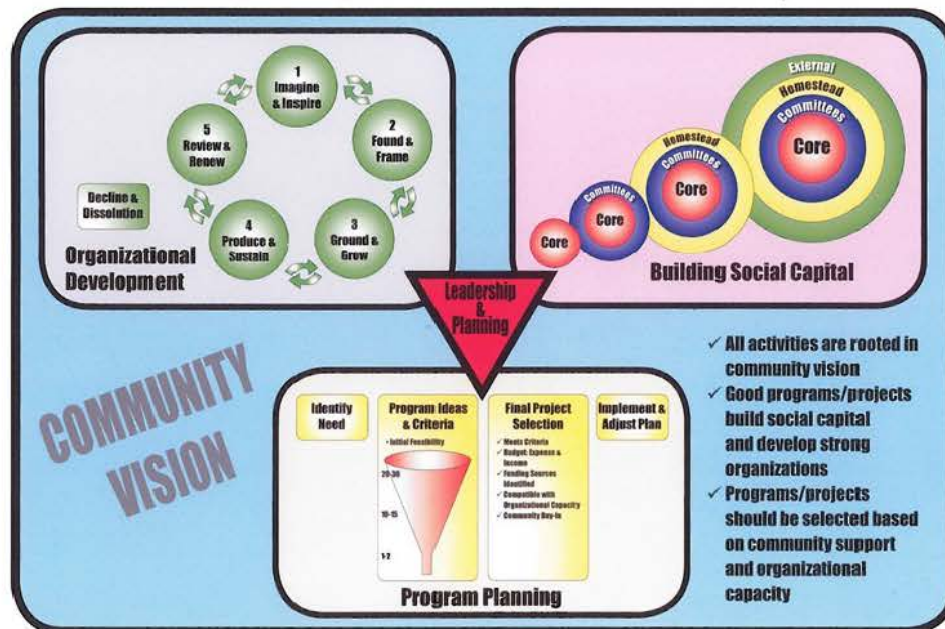 1
Imagine
& Inspire
2
Found &
Frame
3
Ground &
Grow
4
Produce &
Sustain
5
Review &
Renew
Decline &
Dissolution
Organizational
Development
Core
Committees
Core
Homestead
Committees
Core
External
Homestead
Committees
Core
Building Social Capital
Leadership
&
Planning
COMMUNITY
VISION
Identify
Need
Program Ideas
& Criteria
• Initial Feasibility
20-30
10-15
1-2
Final Project
Selection
✓ Meets Criteria
✓ Budget: Expense &
Income
✓ Funding Sources
Identified
✓ Compatible with
Organizational Capacity
✓ Community Buy-In
Implement &
Adjust Plan
Program Planning
✓ All activities are rooted in
community vision
✓ Good programs/projects
build social capital
and develop strong
organizations
✓ Programs/projects
should be selected based
on community support
and organizational
capacity